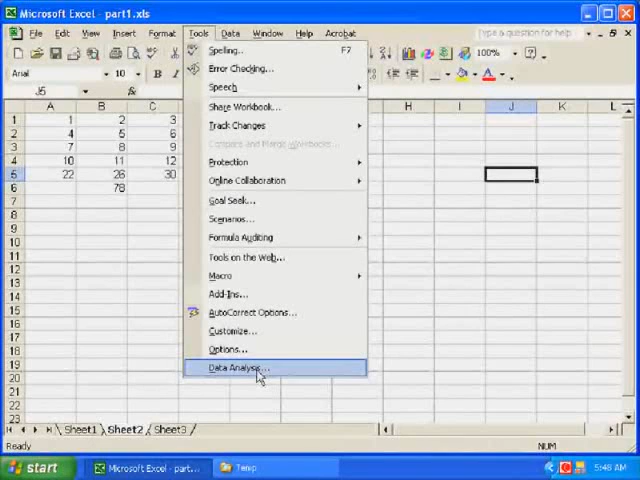 Microsoft Excel - part1.xls
File Edit View Insert Format Tools Data Window Help Acrobat
Type a question for help
100%
Arial 10 B I
J5 fx
A B C H I J K L
1 1 2 3
2 4 5 6
3 7 8 9
4 10 11 12
5 22 26 30
6 78
7
8
9
10
11
12
13
14
15
16
17
18
19
20
21
22
23
Spelling... F7
Error Checking...
Speech
Share Workbook...
Track Changes
Compare and Merge Workbooks...
Protection
Online Collaboration
Goal Seek...
Scenarios...
Formula Auditing
Tools on the Web...
Macro
Add-Ins...
AutoCorrect Options...
Customize...
Options...
Data Analysis...
Sheet1 Sheet2 Sheet3
Ready NUM
start Microsoft Excel - part... Temp 5:48 AM